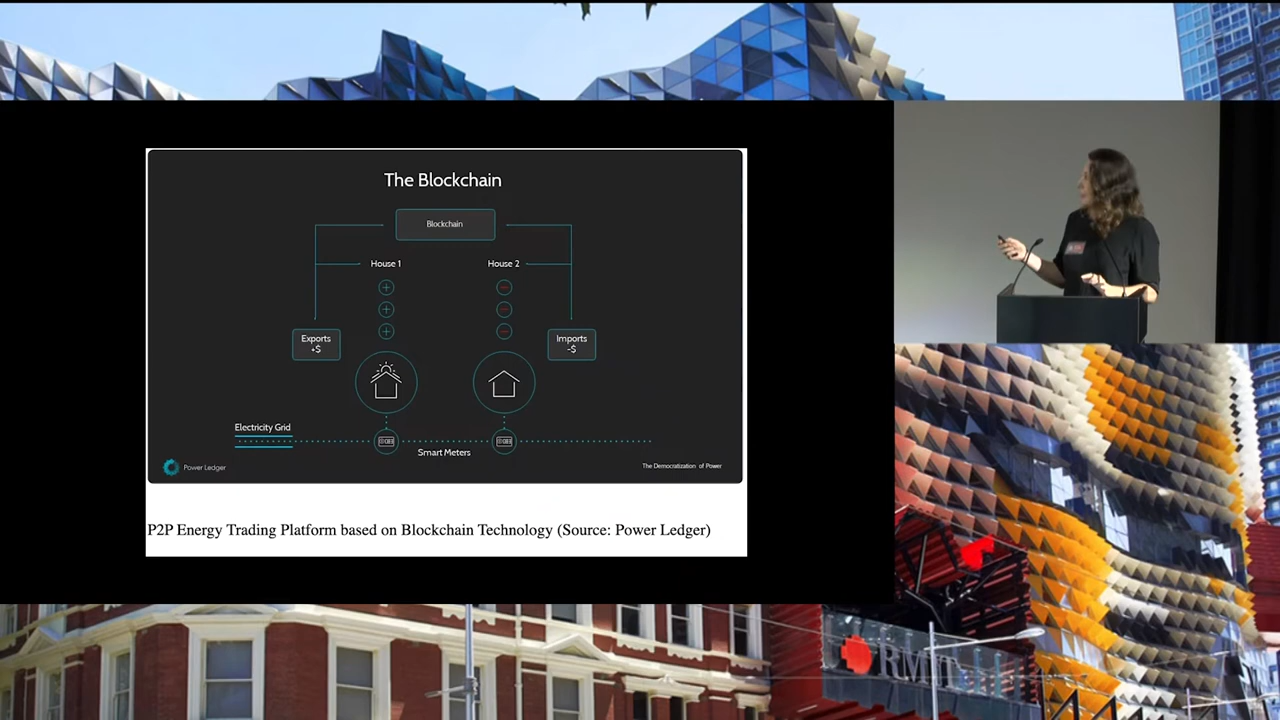 The Blockchain
Blockchain
House 1
House 2
Exports
+$
Imports
-$
Electricity Grid
Smart Meters
Power Ledger
The Democratization of Power
P2P Energy Trading Platform based on Blockchain Technology (Source: Power Ledger)
RMIT